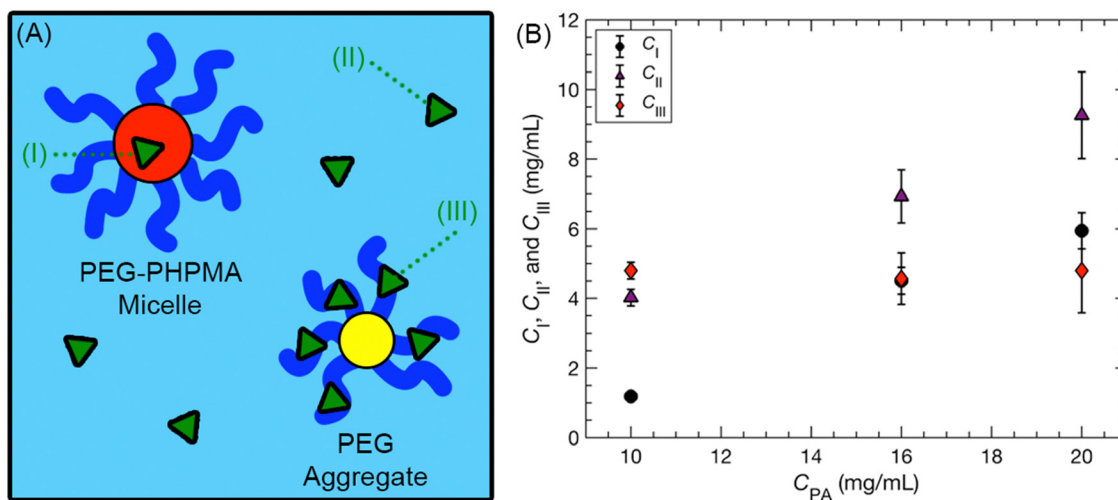 (A)
(II)
(I)
(III)
PEG-PHPMA
Micelle
PEG
Aggregate
(B)
C_I
C_II
C_III
12
10
8
6
4
2
0
C_I, C_II, and C_III (mg/mL)
10
12
14
16
18
20
C_PA (mg/mL)